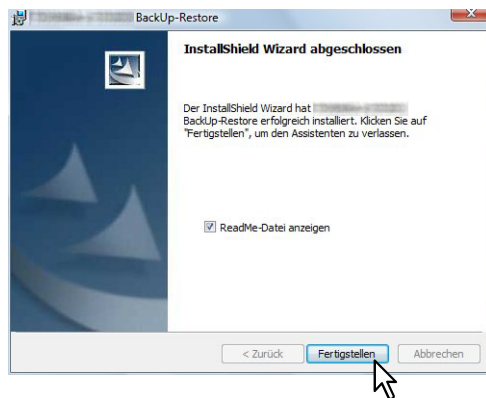 BackUp-Restore
InstallShield Wizard abgeschlossen
Der InstallShield Wizard hat
BackUp-Restore erfolgreich installiert. Klicken Sie auf
"Fertigstellen", um den Assistenten zu verlassen.
ReadMe-Datei anzeigen
< Zurück
Fertigstellen
Abbrechen